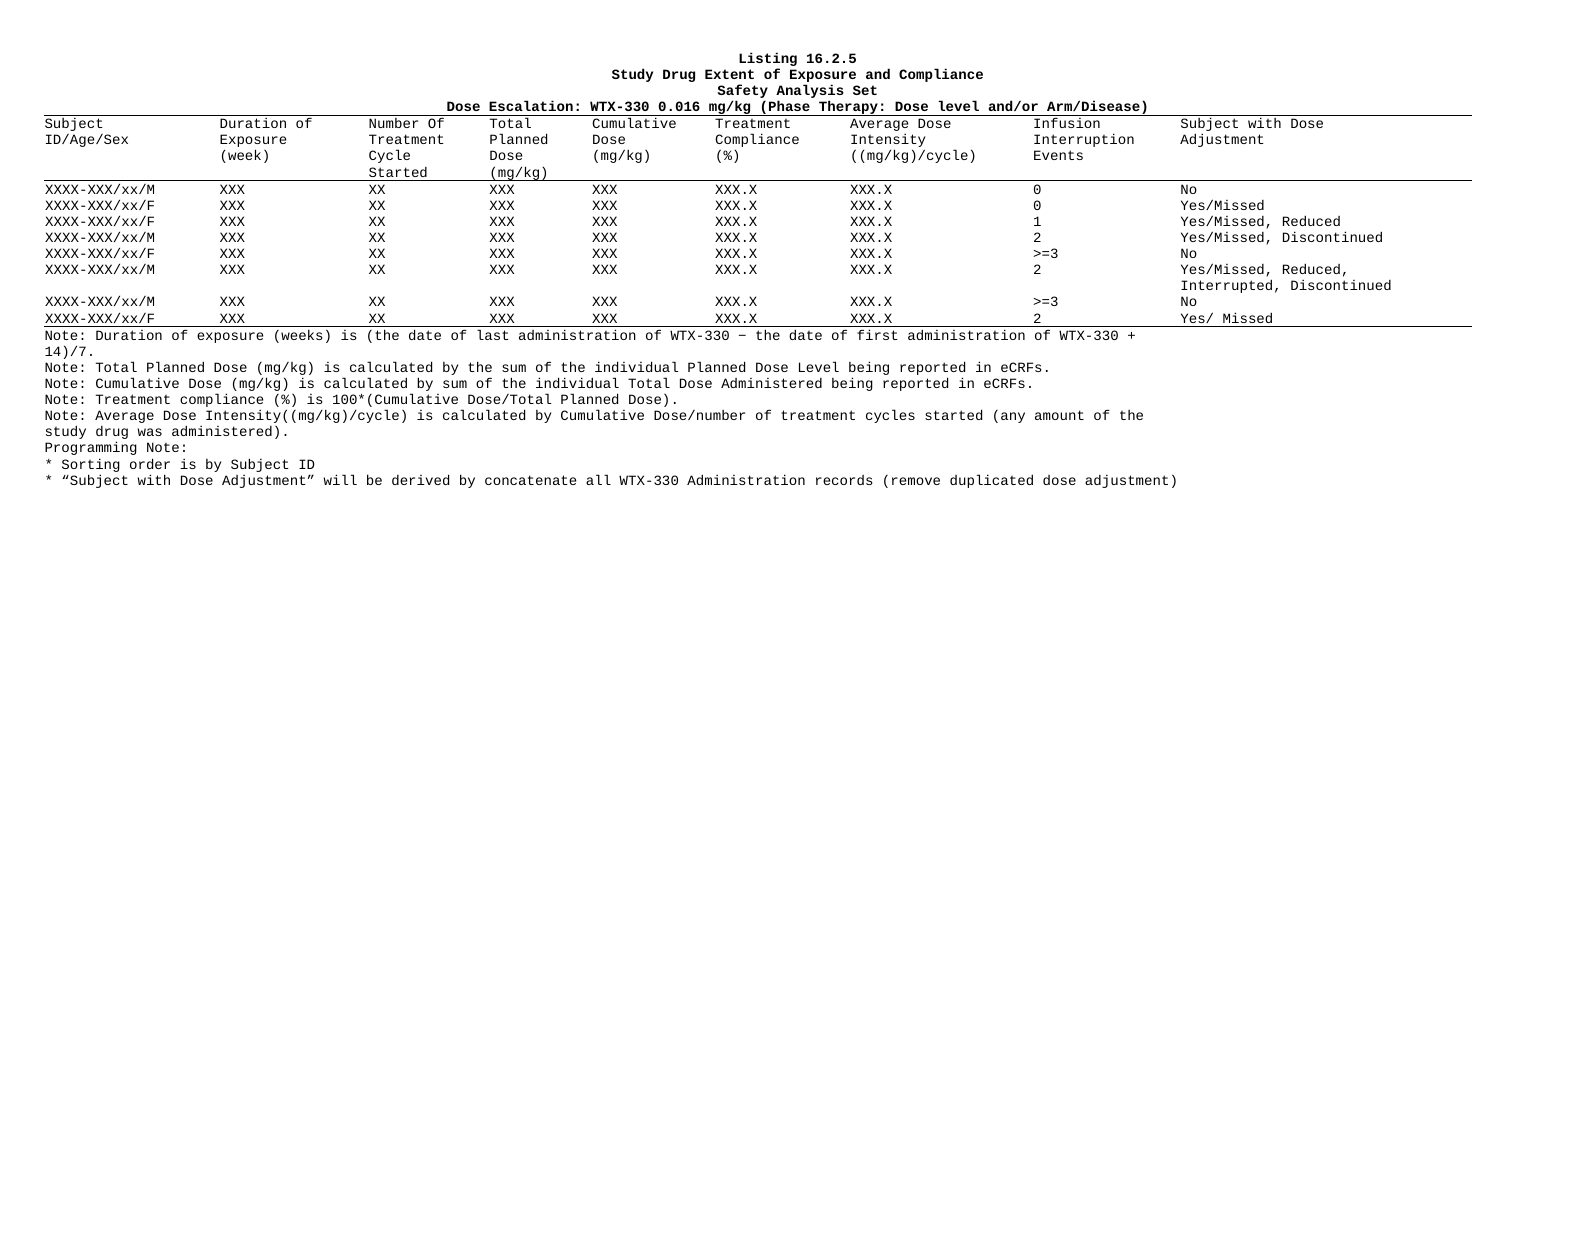 Listing 16.2.5
Study Drug Extent of Exposure and Compliance
Safety Analysis Set
Dose Escalation: WTX-330 0.016 mg/kg (Phase Therapy: Dose level and/or Arm/Disease)
Subject Duration of Number Of Total Cumulative Treatment Average Dose Infusion Subject with Dose
ID/Age/Sex Exposure Treatment Planned Dose Compliance Intensity Interruption Adjustment
(week) Cycle Dose (mg/kg) (%) ((mg/kg)/cycle) Events
Started (mg/kg)
XXXX-XXX/xx/M XXX XX XXX XXX XXX.X XXX.X 0 No
XXXX-XXX/xx/F XXX XX XXX XXX XXX.X XXX.X 0 Yes/Missed
XXXX-XXX/xx/F XXX XX XXX XXX XXX.X XXX.X 1 Yes/Missed, Reduced
XXXX-XXX/xx/M XXX XX XXX XXX XXX.X XXX.X 2 Yes/Missed, Discontinued
XXXX-XXX/xx/F XXX XX XXX XXX XXX.X XXX.X >=3 No
XXXX-XXX/xx/M XXX XX XXX XXX XXX.X XXX.X 2 Yes/Missed, Reduced,
Interrupted, Discontinued
XXXX-XXX/xx/M XXX XX XXX XXX XXX.X XXX.X >=3 No
XXXX-XXX/xx/F XXX XX XXX XXX XXX.X XXX.X 2 Yes/ Missed
Note: Duration of exposure (weeks) is (the date of last administration of WTX-330 − the date of first administration of WTX-330 +
14)/7.
Note: Total Planned Dose (mg/kg) is calculated by the sum of the individual Planned Dose Level being reported in eCRFs.
Note: Cumulative Dose (mg/kg) is calculated by sum of the individual Total Dose Administered being reported in eCRFs.
Note: Treatment compliance (%) is 100*(Cumulative Dose/Total Planned Dose).
Note: Average Dose Intensity((mg/kg)/cycle) is calculated by Cumulative Dose/number of treatment cycles started (any amount of the
study drug was administered).
Programming Note:
* Sorting order is by Subject ID
* “Subject with Dose Adjustment” will be derived by concatenate all WTX-330 Administration records (remove duplicated dose adjustment)